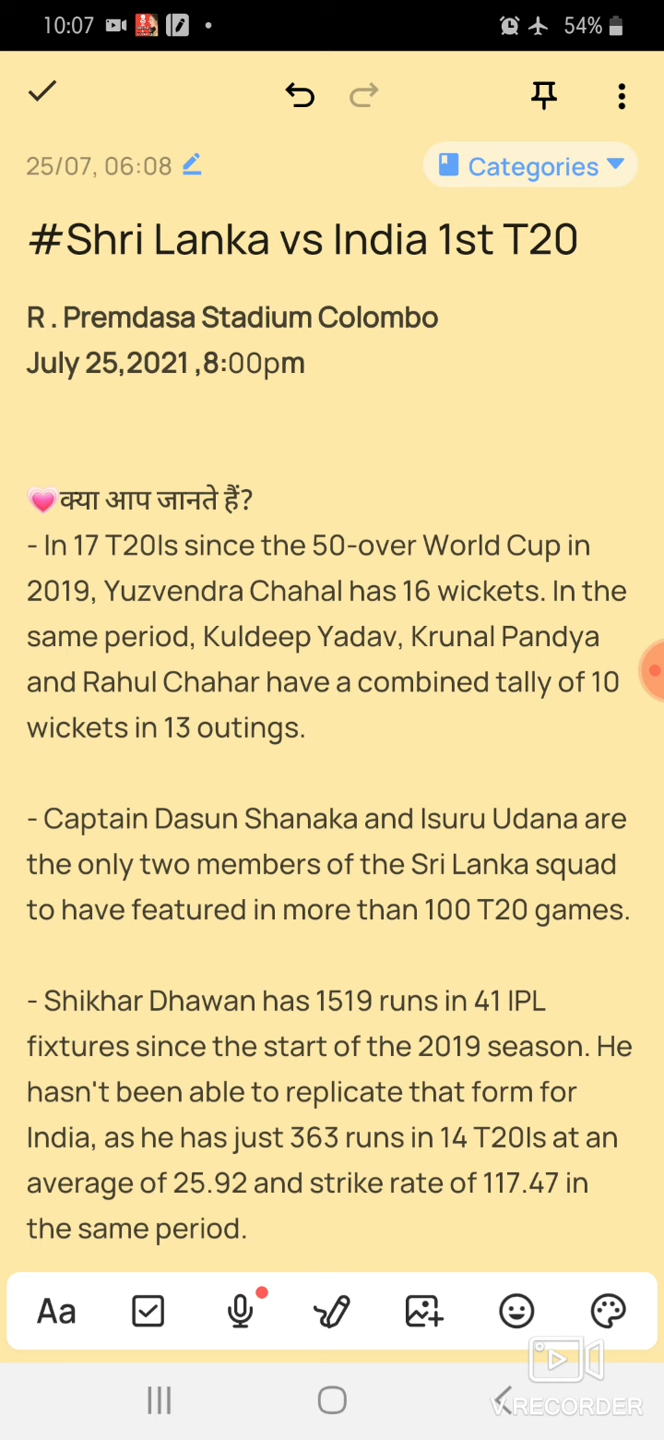 10:07
54%
25/07, 06:08
Categories
#Shri Lanka vs India 1st T20
R . Premdasa Stadium Colombo
July 25,2021 ,8:00pm
💗क्या आप जानते हैं?
- In 17 T20Is since the 50-over World Cup in
2019, Yuzvendra Chahal has 16 wickets. In the
same period, Kuldeep Yadav, Krunal Pandya
and Rahul Chahar have a combined tally of 10
wickets in 13 outings.
- Captain Dasun Shanaka and Isuru Udana are
the only two members of the Sri Lanka squad
to have featured in more than 100 T20 games.
- Shikhar Dhawan has 1519 runs in 41 IPL
fixtures since the start of the 2019 season. He
hasn't been able to replicate that form for
India, as he has just 363 runs in 14 T20Is at an
average of 25.92 and strike rate of 117.47 in
the same period.
Aa
V.RECORDER